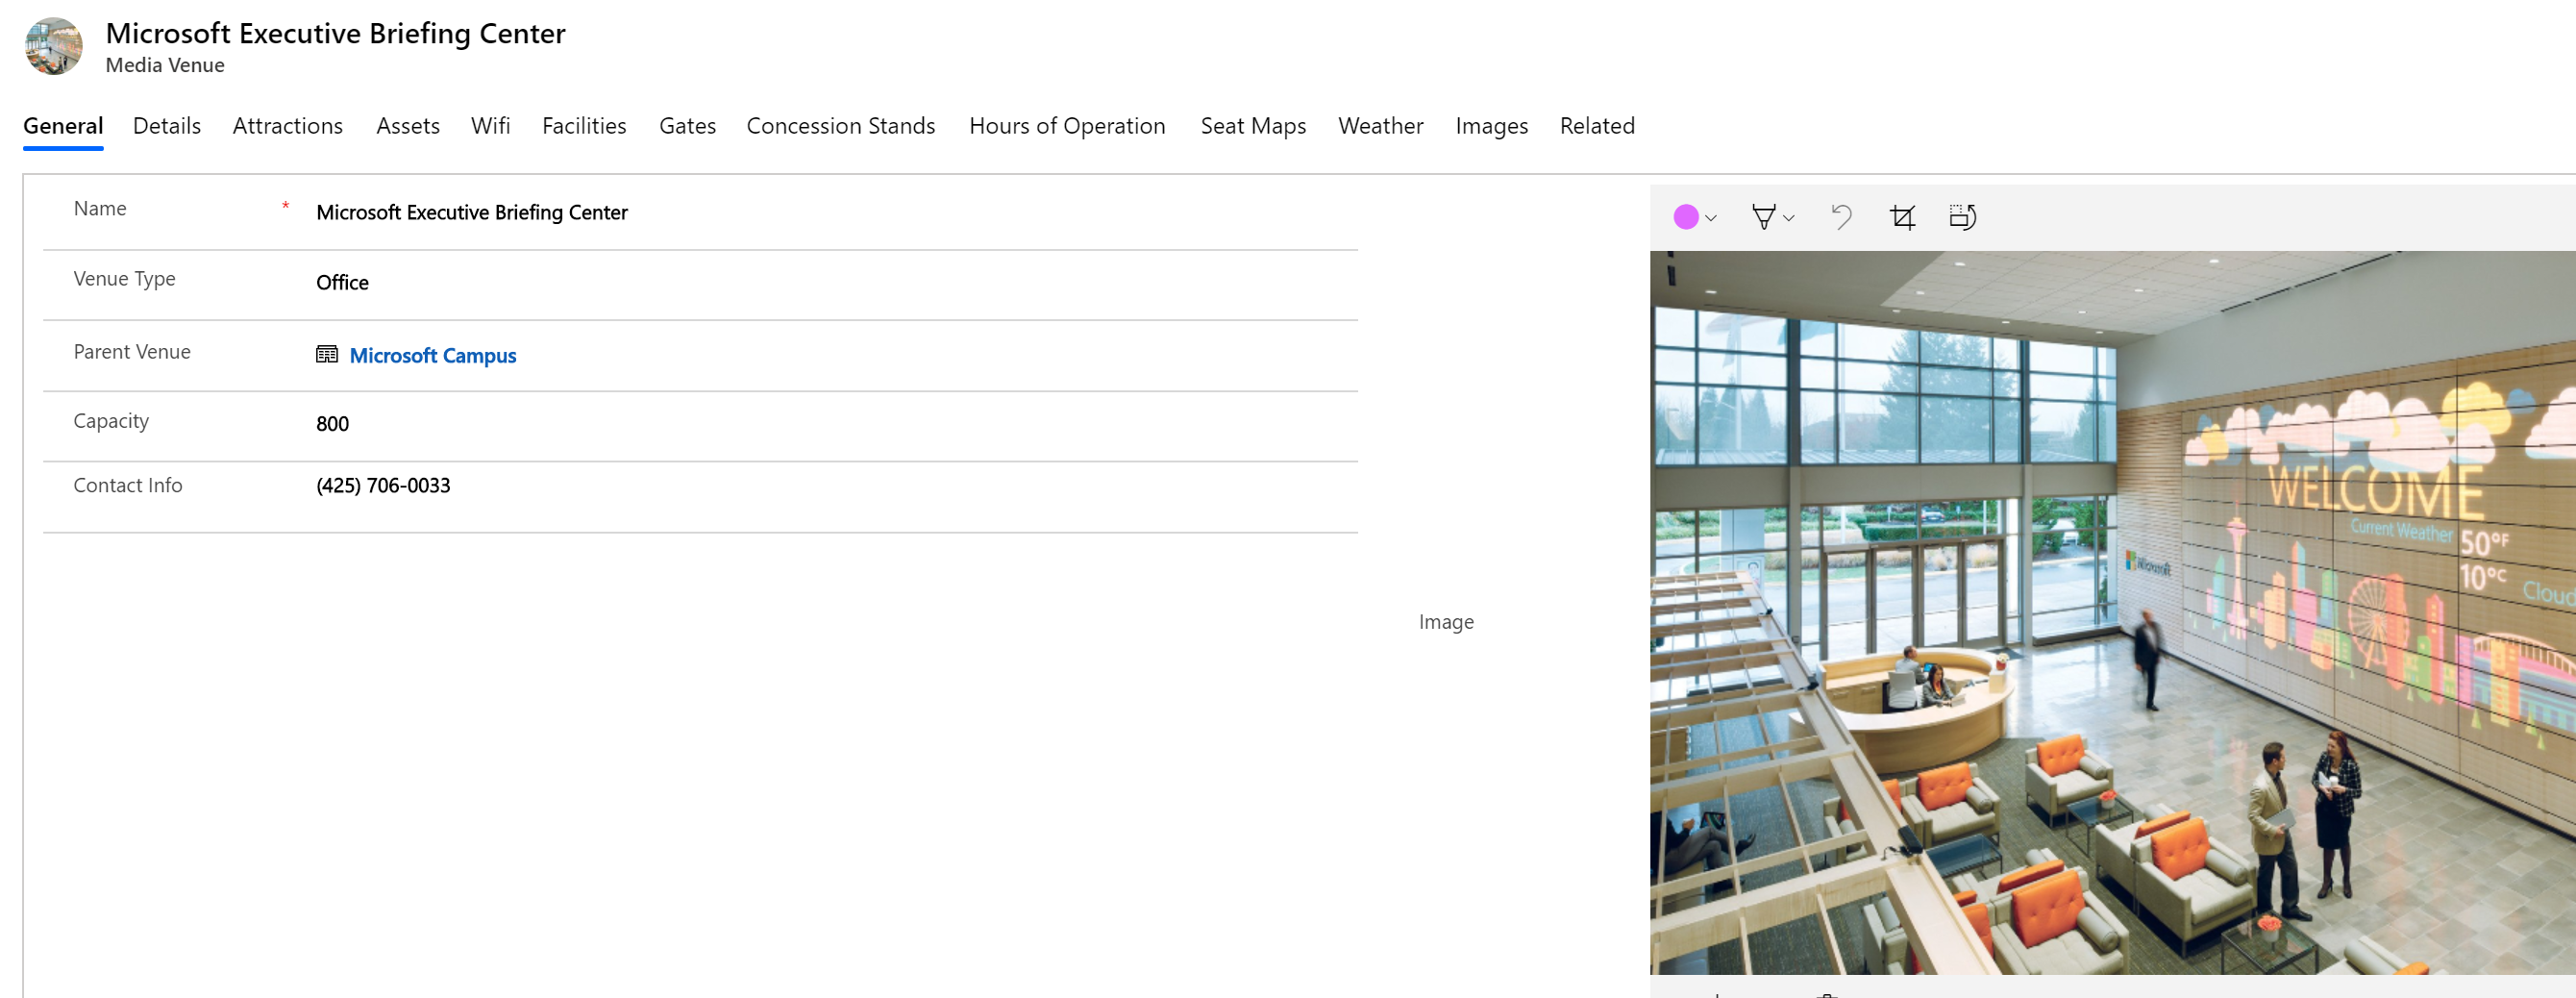 Microsoft Executive Briefing Center
Media Venue
General Details Attractions Assets Wifi Facilities Gates Concession Stands Hours of Operation Seat Maps Weather Images Related
Name * Microsoft Executive Briefing Center
Venue Type Office
Parent Venue Microsoft Campus
Capacity 800
Contact Info (425) 706-0033
Image
WELCOME
Current Weather 50°F
10°C
Microsoft